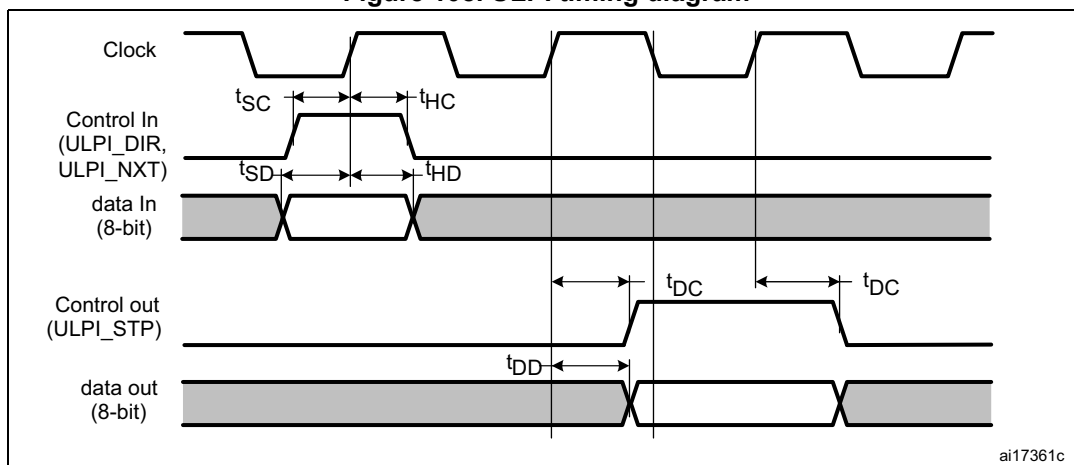 Clock
tSC
tHC
Control In
(ULPI_DIR,
ULPI_NXT)
tSD
tHD
data In
(8-bit)
tDC
tDC
Control out
(ULPI_STP)
tDD
data out
(8-bit)
ai17361c